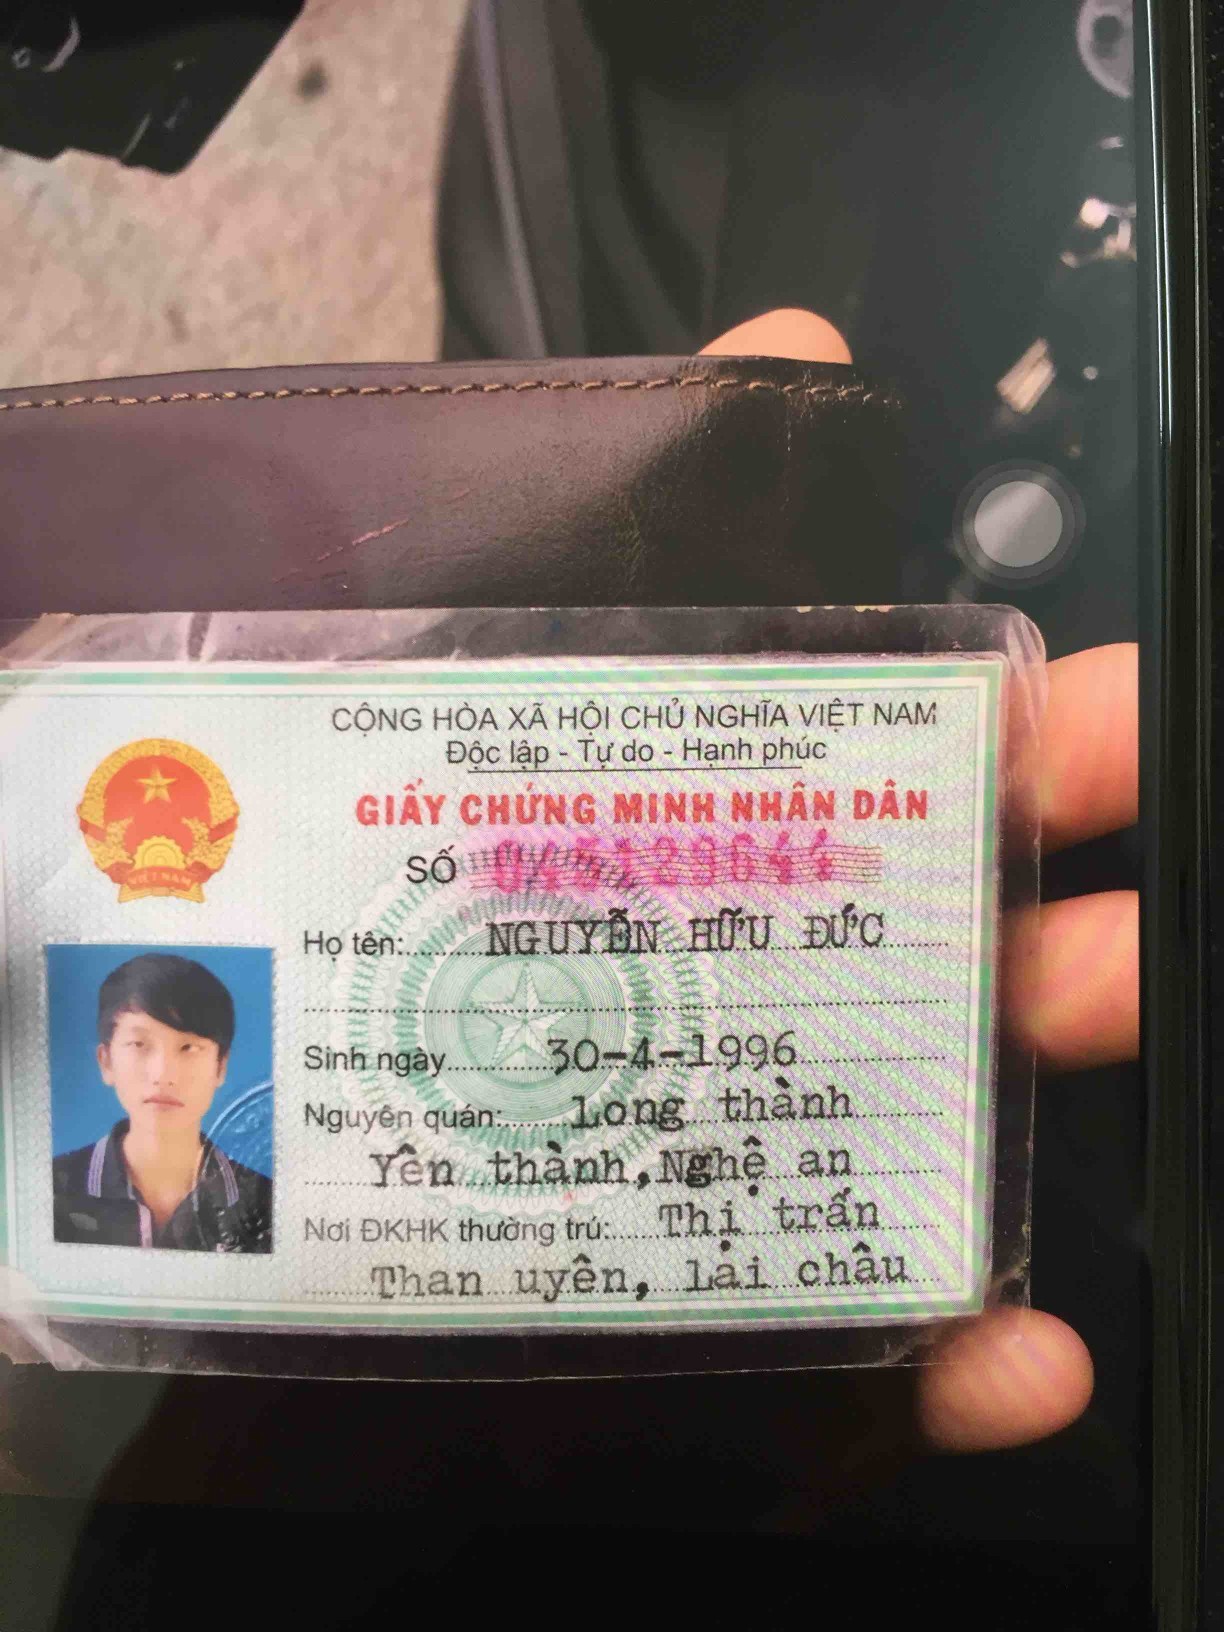 CỘNG HÒA XÃ HỘI CHỦ NGHĨA VIỆT NAM
Độc lập - Tự do - Hạnh phúc
GIẤY CHỨNG MINH NHÂN DÂN
SỐ
VIỆT NAM
Họ tên: NGUYỄN HỮU ĐỨC
Sinh ngày 30-4-1996
Nguyên quán: Long thành
Yên thành, Nghệ an
Nơi ĐKHK thường trú: Thị trấn
Than uyên, lai châu